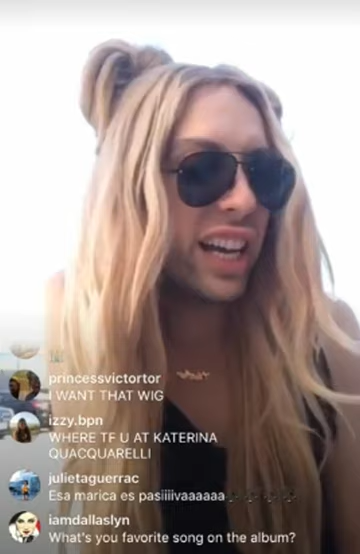 princessvictortor
I WANT THAT WIG
izzy.bpn
WHERE TF U AT KATERINA
QUACQUARELLI
julietaguerrac
Esa marica es pasiiiivaaaaaa
iamdallaslyn
What's you favorite song on the album?